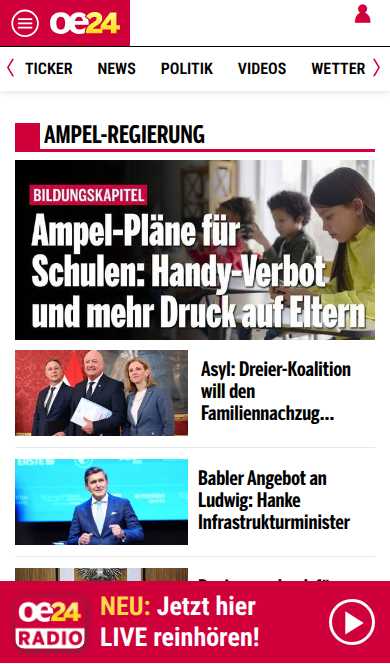 oe24
TICKER NEWS POLITIK VIDEOS WETTER
AMPEL-REGIERUNG
BILDUNGSKAPITEL
Ampel-Pläne für
Schulen: Handy-Verbot
und mehr Druck auf Eltern
Asyl: Dreier-Koalition
will den
Familiennachzug...
Babler Angebot an
Ludwig: Hanke
Infrastrukturminister
oe24
RADIO
NEU: Jetzt hier
LIVE reinhören!